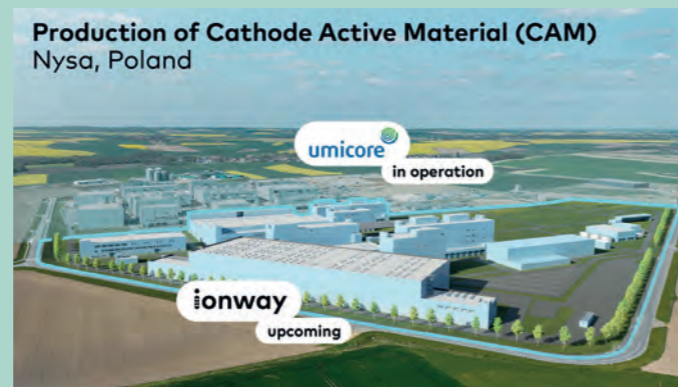 Production of Cathode Active Material (CAM)
Nysa, Poland
umicore
in operation
ionway
upcoming